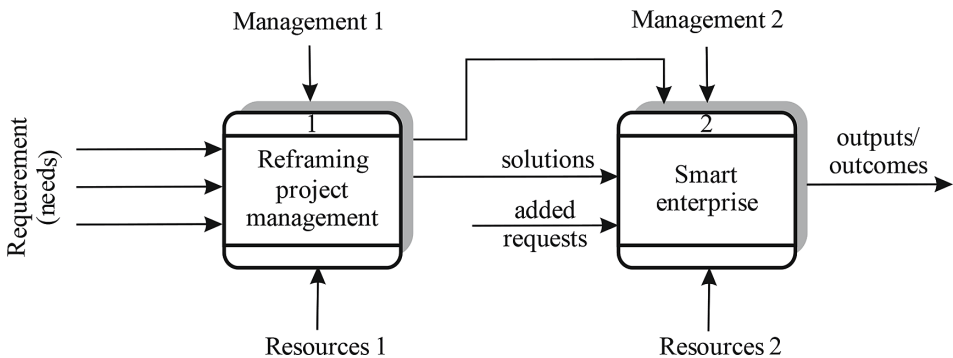 Management 1
Management 2
1
2
Requerement
(needs)
Reframing
project
management
solutions
added
requests
Smart
enterprise
outputs/
outcomes
Resources 1
Resources 2